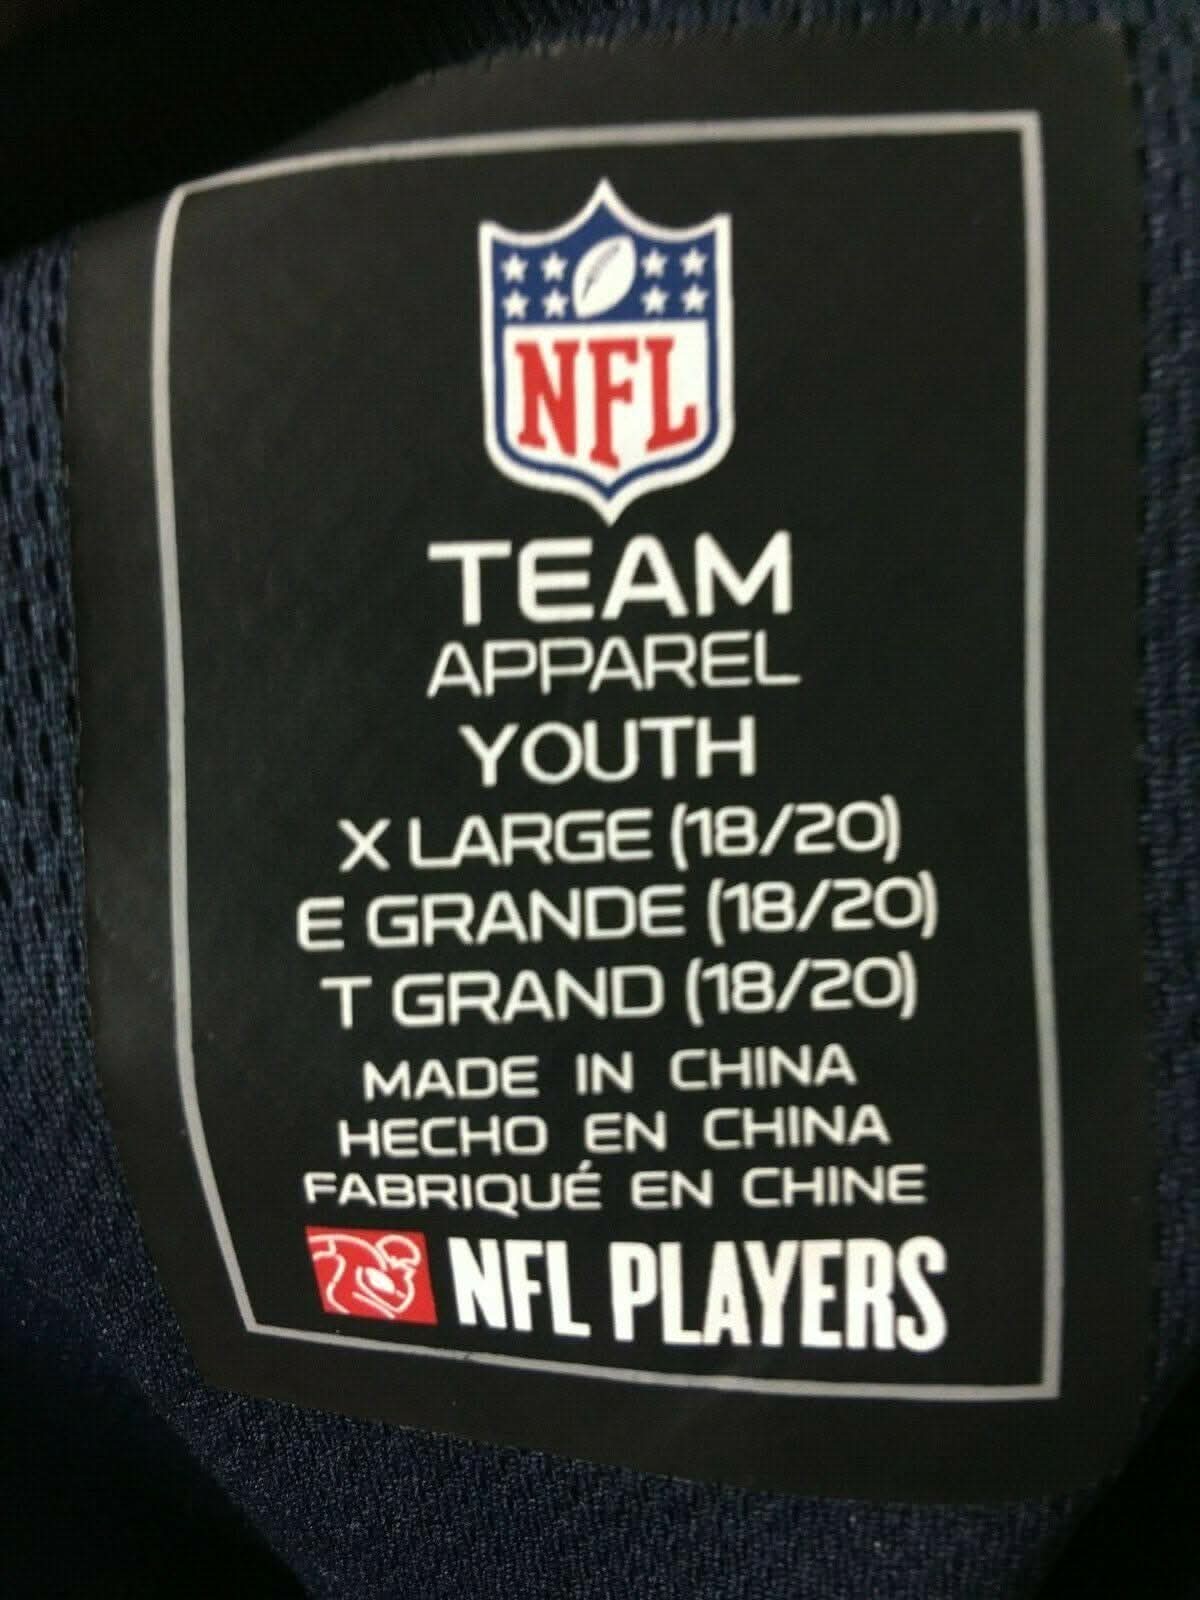 NFL
TEAM
APPAREL
YOUTH
X LARGE (18/20)
E GRANDE (18/20)
T GRAND (18/20)
MADE IN CHINA
HECHO EN CHINA
FABRIQUÉ EN CHINE
NFL PLAYERS